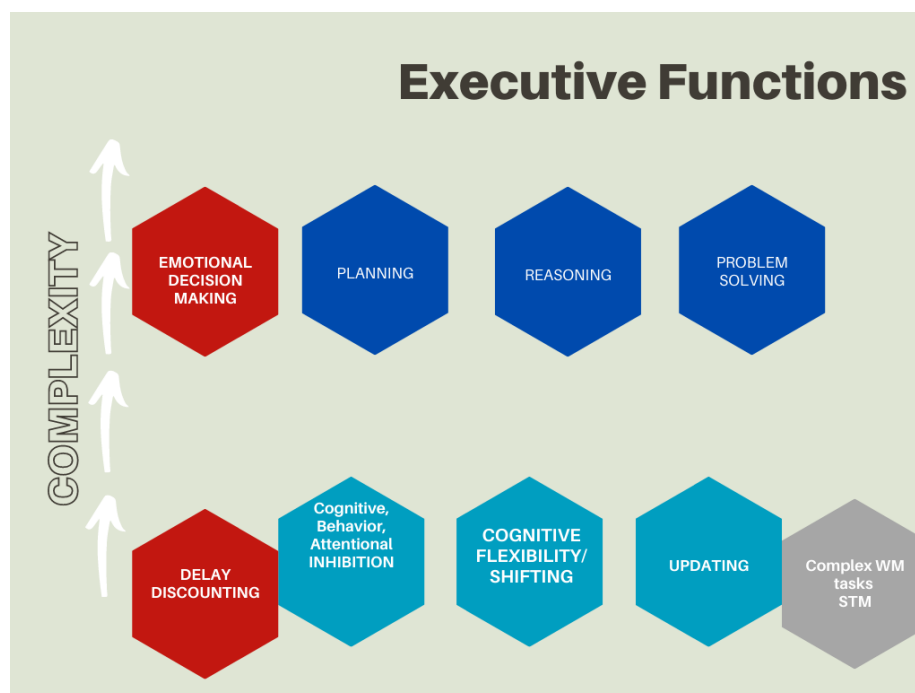 Executive Functions
COMPLEXITY
EMOTIONAL
DECISION
MAKING
PLANNING
REASONING
PROBLEM
SOLVING
DELAY
DISCOUNTING
Cognitive,
Behavior,
Attentional
INHIBITION
COGNITIVE
FLEXIBILITY/
SHIFTING
UPDATING
Complex WM
tasks
STM